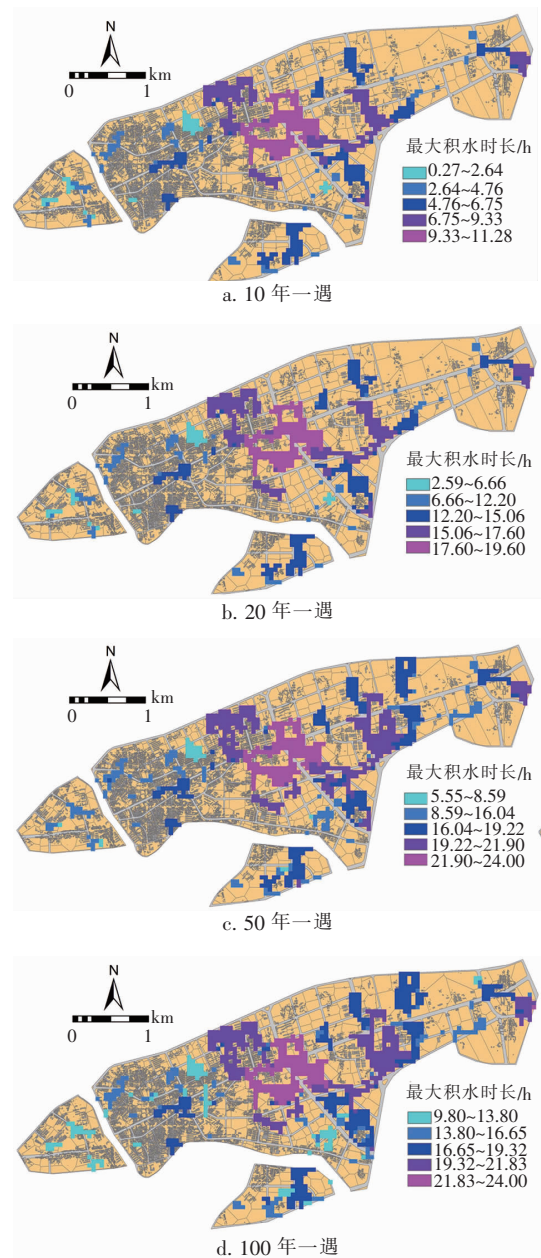 N
km
0 1
最大积水时长/h
0.27~2.64
2.64~4.76
4.76~6.75
6.75~9.33
9.33~11.28
a. 10 年一遇
N
km
0 1
最大积水时长/h
2.59~6.66
6.66~12.20
12.20~15.06
15.06~17.60
17.60~19.60
b. 20 年一遇
N
km
0 1
最大积水时长/h
5.55~8.59
8.59~16.04
16.04~19.22
19.22~21.90
21.90~24.00
c. 50 年一遇
N
km
0 1
最大积水时长/h
9.80~13.80
13.80~16.65
16.65~19.32
19.32~21.83
21.83~24.00
d. 100 年一遇